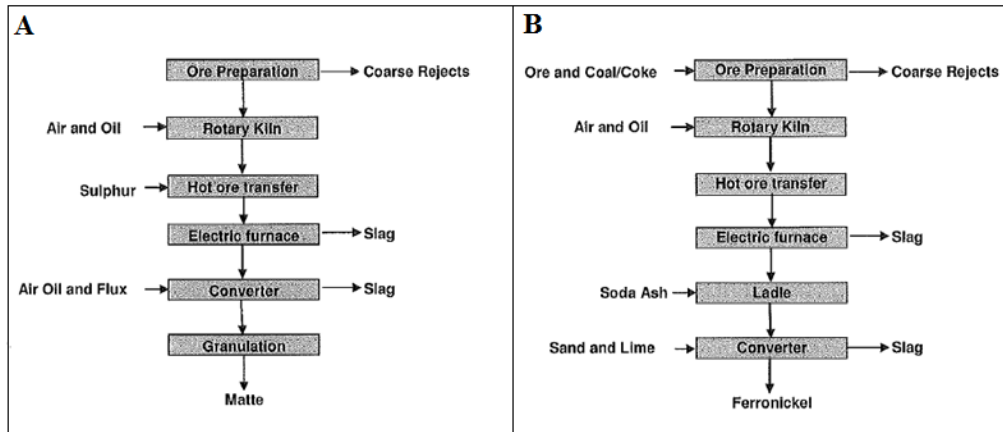 A
Ore Preparation
Coarse Rejects
Air and Oil
Rotary Kiln
Sulphur
Hot ore transfer
Electric furnace
Slag
Air Oil and Flux
Converter
Slag
Granulation
Matte
B
Ore and Coal/Coke
Ore Preparation
Coarse Rejects
Air and Oil
Rotary Kiln
Hot ore transfer
Electric furnace
Slag
Soda Ash
Ladle
Sand and Lime
Converter
Slag
Ferronickel